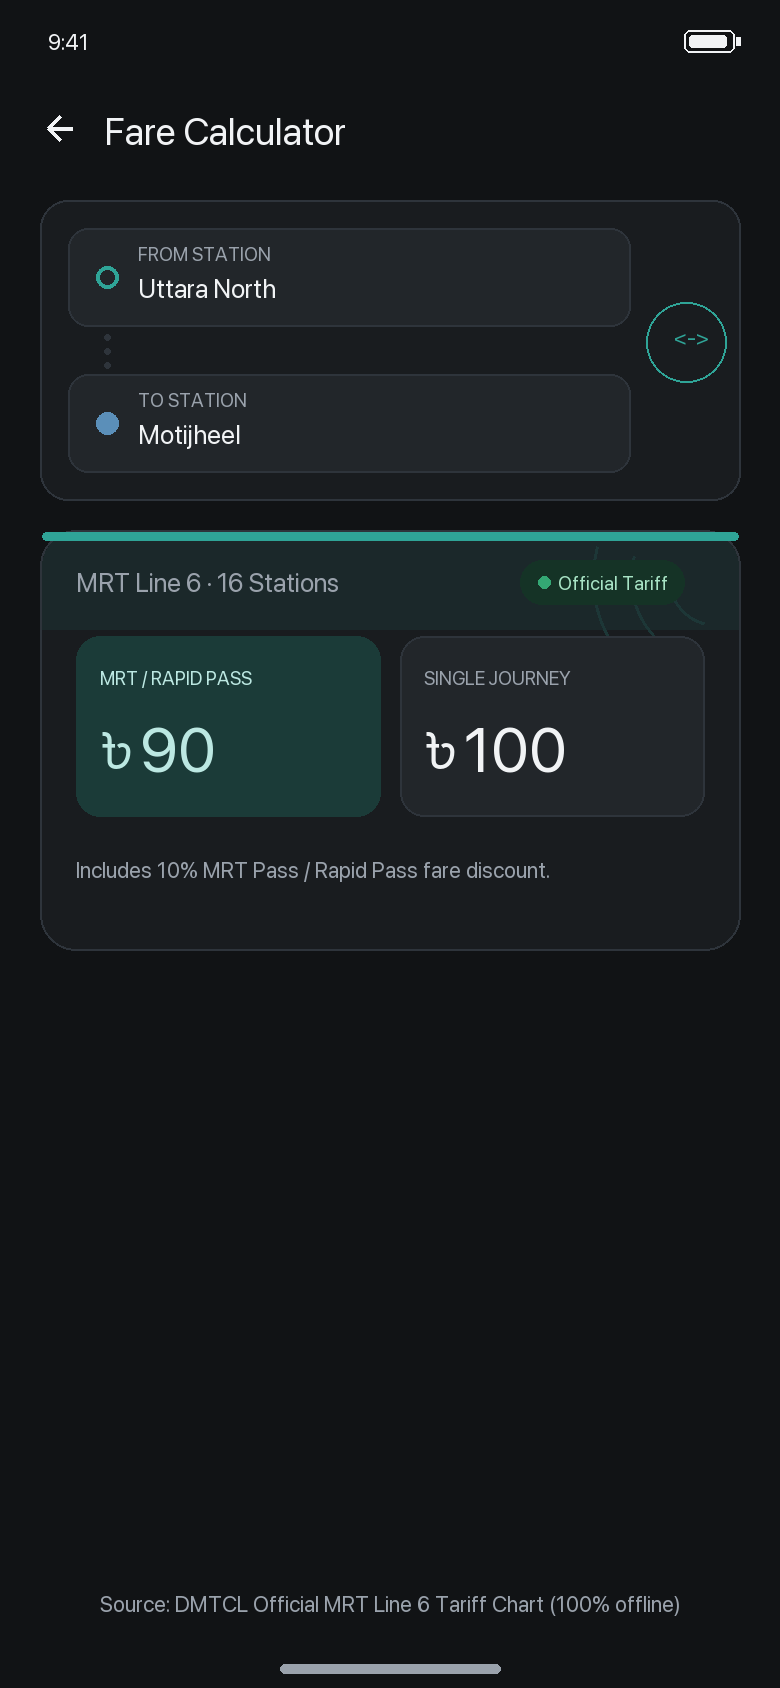 9:41
Fare Calculator
FROM STATION
Uttara North
<->
TO STATION
Motijheel
MRT Line 6 · 16 Stations
Official Tariff
MRT / RAPID PASS
৳90
SINGLE JOURNEY
৳100
Includes 10% MRT Pass / Rapid Pass fare discount.
Source: DMTCL Official MRT Line 6 Tariff Chart (100% offline)